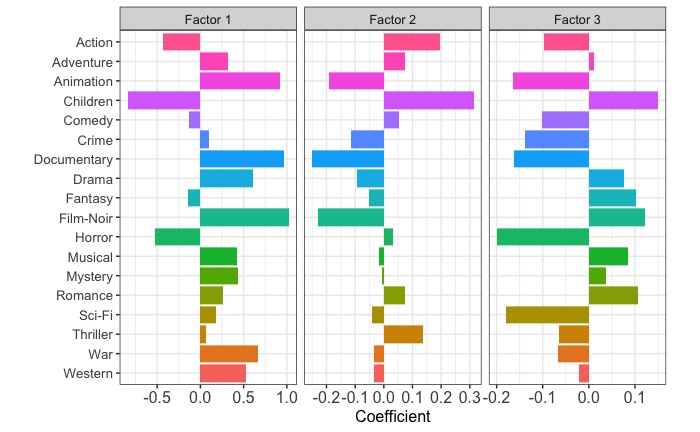 Factor 1 Factor 2 Factor 3
Action
Adventure
Animation
Children
Comedy
Crime
Documentary
Drama
Fantasy
Film-Noir
Horror
Musical
Mystery
Romance
Sci-Fi
Thriller
War
Western
-0.5 0.0 0.5 1.0 -0.2 -0.1 0.0 0.1 0.2 0.3 -0.2 -0.1 0.0 0.1
Coefficient